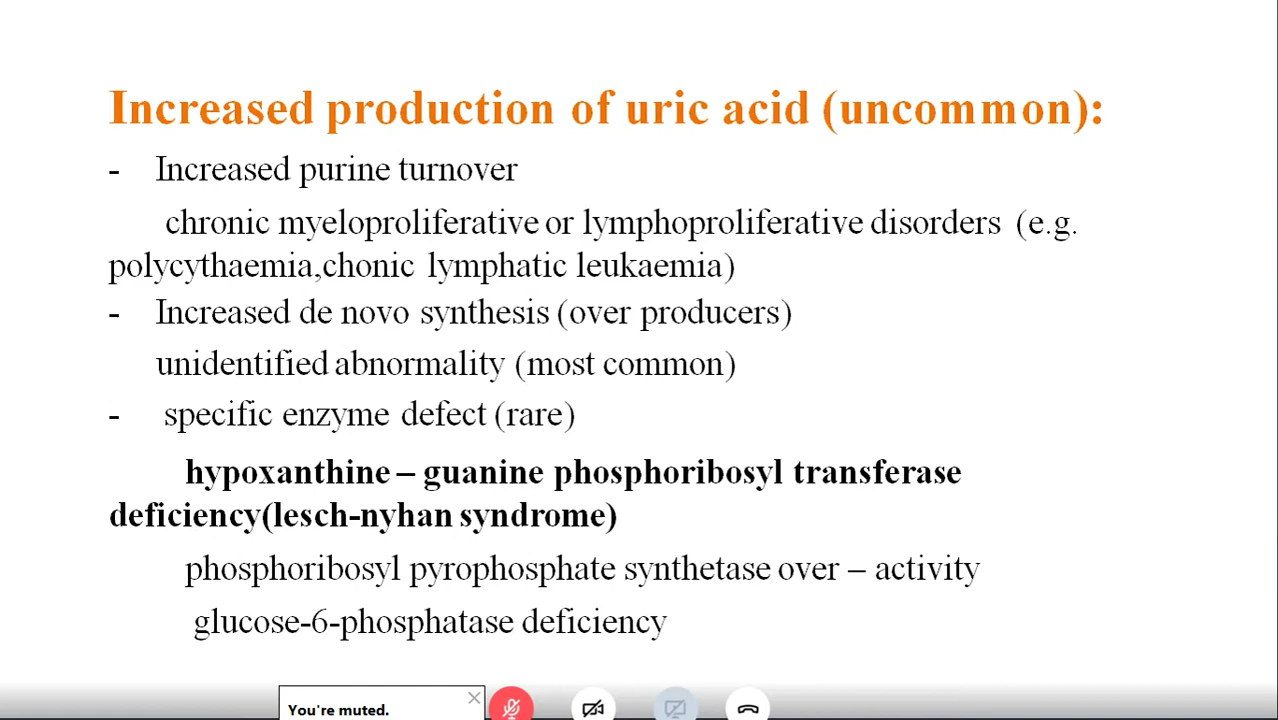 Increased production of uric acid (uncommon):
- Increased purine turnover
chronic myeloproliferative or lymphoproliferative disorders (e.g.
polycythaemia,chonic lymphatic leukaemia)
- Increased de novo synthesis (over producers)
unidentified abnormality (most common)
- specific enzyme defect (rare)
hypoxanthine – guanine phosphoribosyl transferase
deficiency(lesch-nyhan syndrome)
phosphoribosyl pyrophosphate synthetase over – activity
glucose-6-phosphatase deficiency
You're muted.